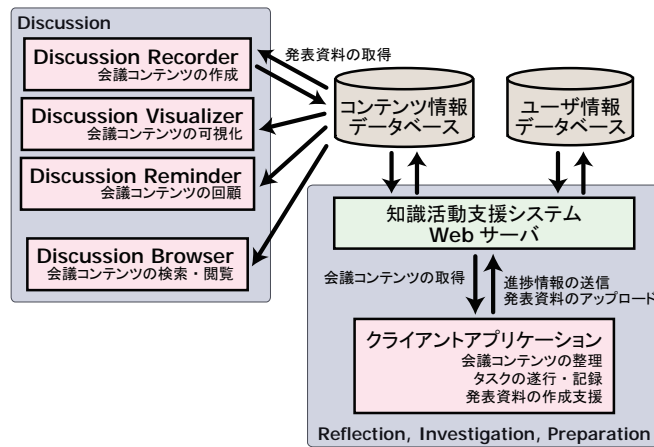 Discussion
Discussion Recorder
会議コンテンツの作成
発表資料の取得
Discussion Visualizer
会議コンテンツの可視化
Discussion Reminder
会議コンテンツの回顧
Discussion Browser
会議コンテンツの検索・閲覧
コンテンツ情報
データベース
ユーザ情報
データベース
知識活動支援システム
Web サーバ
会議コンテンツの取得
進捗情報の送信
発表資料のアップロード
クライアントアプリケーション
会議コンテンツの整理
タスクの遂行・記録
発表資料の作成支援
Reflection, Investigation, Preparation